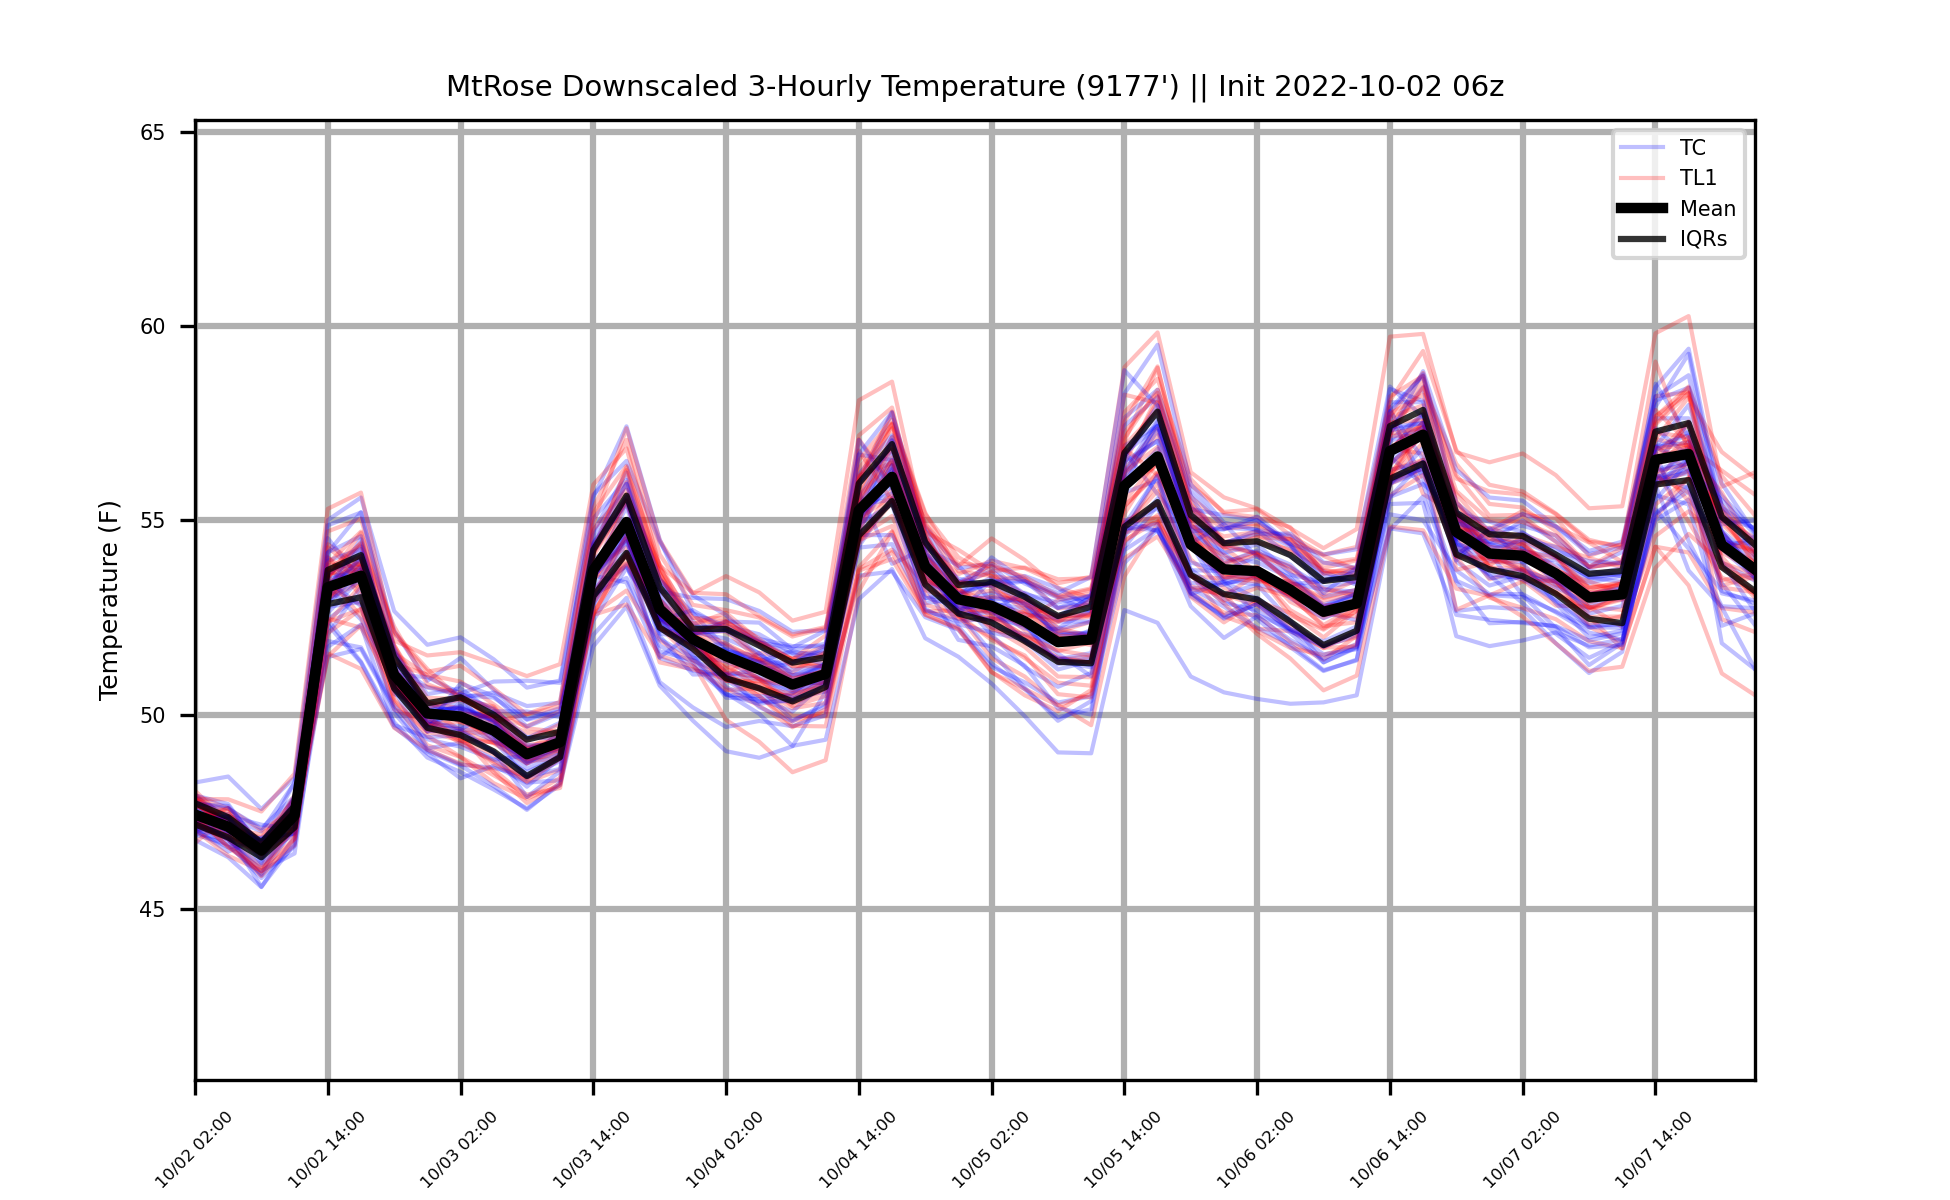 MtRose Downscaled 3-Hourly Temperature (9177') || Init 2022-10-02 06z
TC
TL1
Mean
IQRs
Temperature (F)
65
60
55
50
45
10/02 02:00
10/02 14:00
10/03 02:00
10/03 14:00
10/04 02:00
10/04 14:00
10/05 02:00
10/05 14:00
10/06 02:00
10/06 14:00
10/07 02:00
10/07 14:00